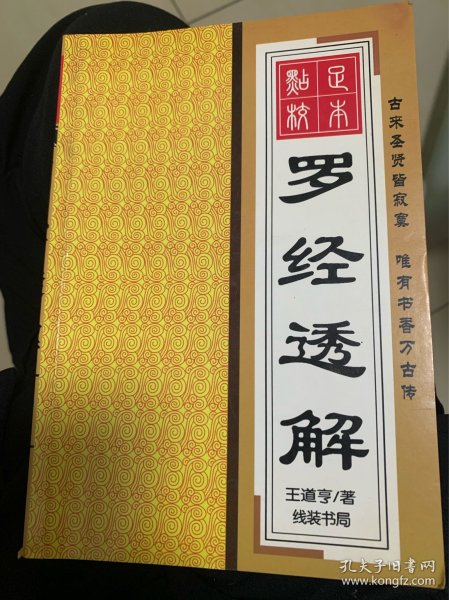 足本
點校
罗经透解
王道亨/著
线装书局
古来圣贤皆寂寞 唯有书香万古传
孔夫子旧书网
www.kongfz.com